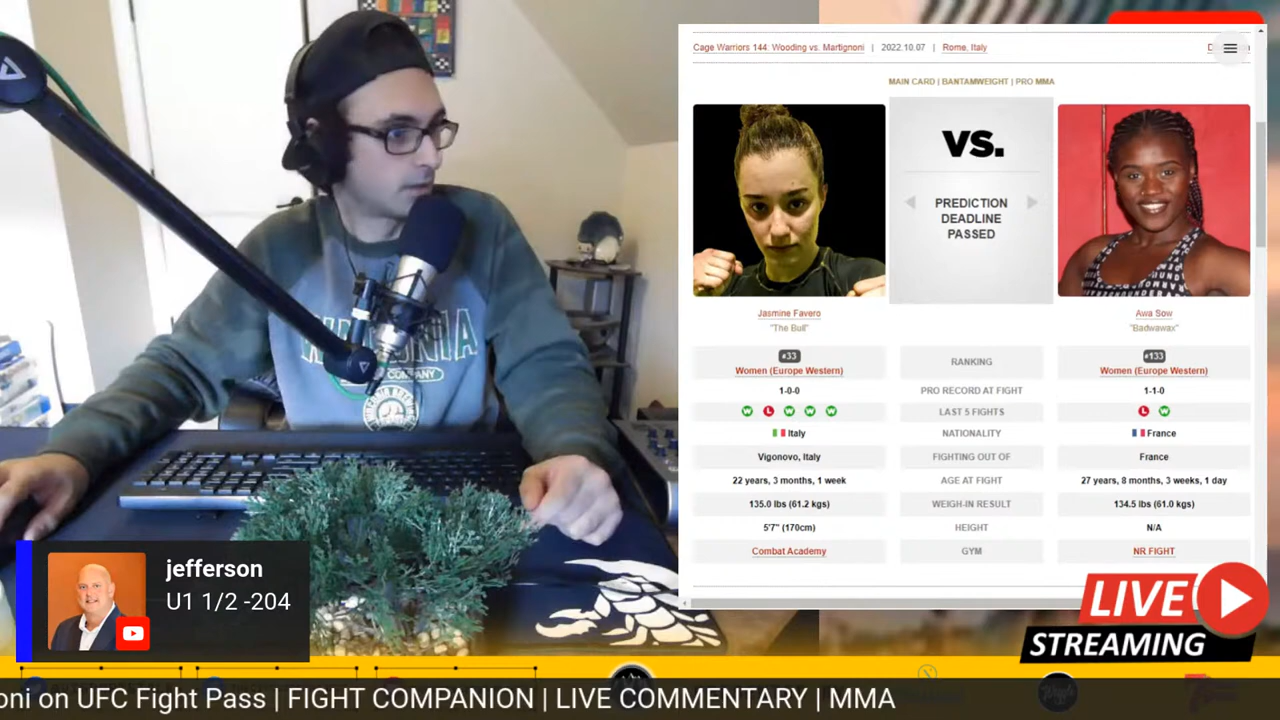 Cage Warriors 144: Wooding vs. Martignoni | 2022.10.07 | Rome, Italy
MAIN CARD | BANTAMWEIGHT | PRO MMA
VS.
PREDICTION
DEADLINE
PASSED
Jasmine Favero
"The Bull"
Awa Sow
"Badwawax"
#33
Women (Europe Western)
RANKING
#133
Women (Europe Western)
1-0-0 PRO RECORD AT FIGHT 1-1-0
W L W W W LAST 5 FIGHTS L W
Italy NATIONALITY France
Vigonovo, Italy FIGHTING OUT OF France
22 years, 3 months, 1 week AGE AT FIGHT 27 years, 8 months, 3 weeks, 1 day
135.0 lbs (61.2 kgs) WEIGH-IN RESULT 134.5 lbs (61.0 kgs)
5'7" (170cm) HEIGHT N/A
Combat Academy GYM NR FIGHT
jefferson
U1 1/2 -204
LIVE
STREAMING
oni on UFC Fight Pass | FIGHT COMPANION | LIVE COMMENTARY | MMA